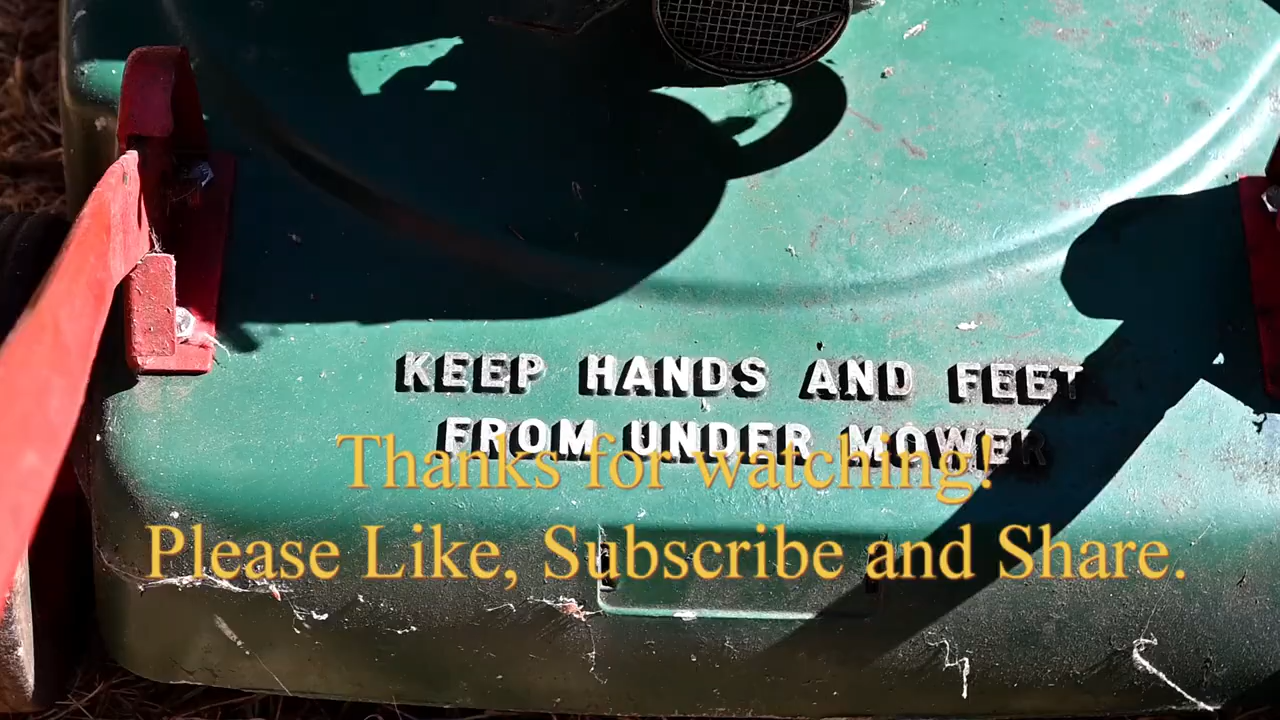 KEEP HANDS AND FEET
FROM UNDER MOWER
Thanks for watching!
Please Like, Subscribe and Share.